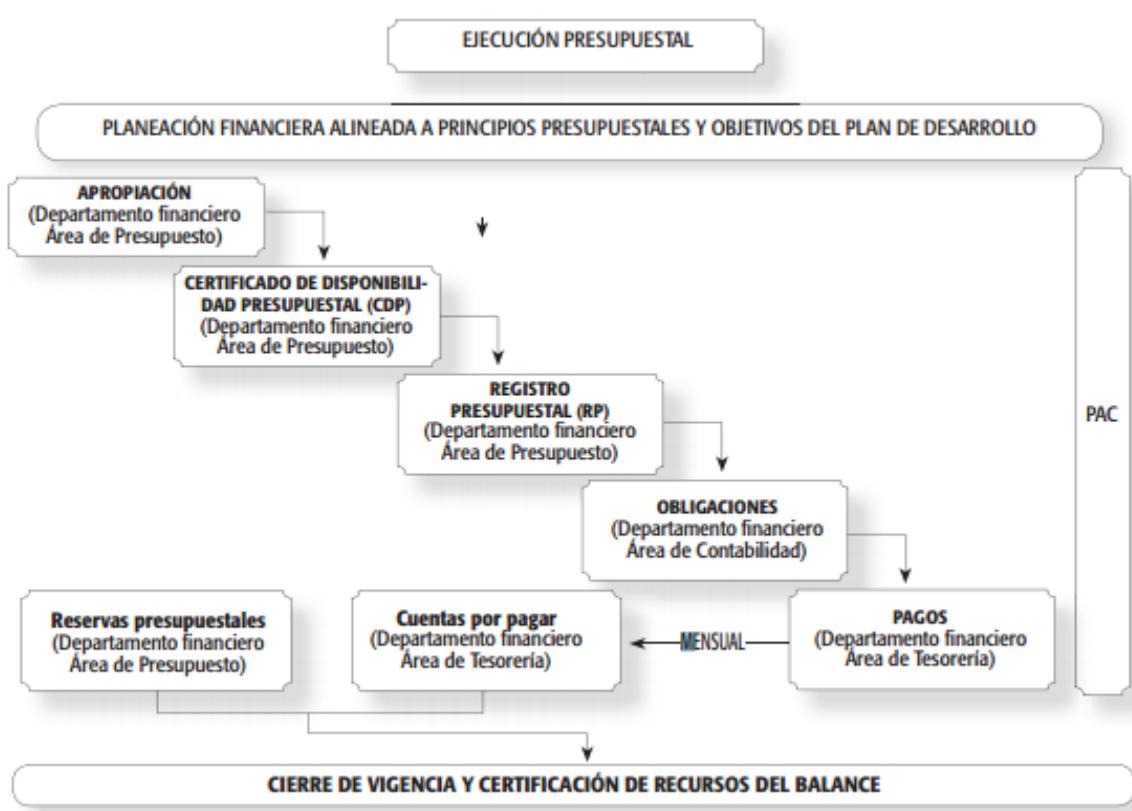 EJECUCIÓN PRESUPUESTAL
PLANEACIÓN FINANCIERA ALINEADA A PRINCIPIOS PRESUPUESTALES Y OBJETIVOS DEL PLAN DE DESARROLLO
APROPIACIÓN
(Departamento financiero
Área de Presupuesto)
CERTIFICADO DE DISPONIBILI-
DAD PRESUPUESTAL (CDP)
(Departamento financiero
Área de Presupuesto)
REGISTRO
PRESUPUESTAL (RP)
(Departamento financiero
Área de Presupuesto)
PAC
OBLIGACIONES
(Departamento financiero
Área de Contabilidad)
Reservas presupuestales
(Departamento financiero
Área de Presupuesto)
Cuentas por pagar
(Departamento financiero
Área de Tesorería)
MENSUAL
PAGOS
(Departamento financiero
Área de Tesorería)
CIERRE DE VIGENCIA Y CERTIFICACIÓN DE RECURSOS DEL BALANCE